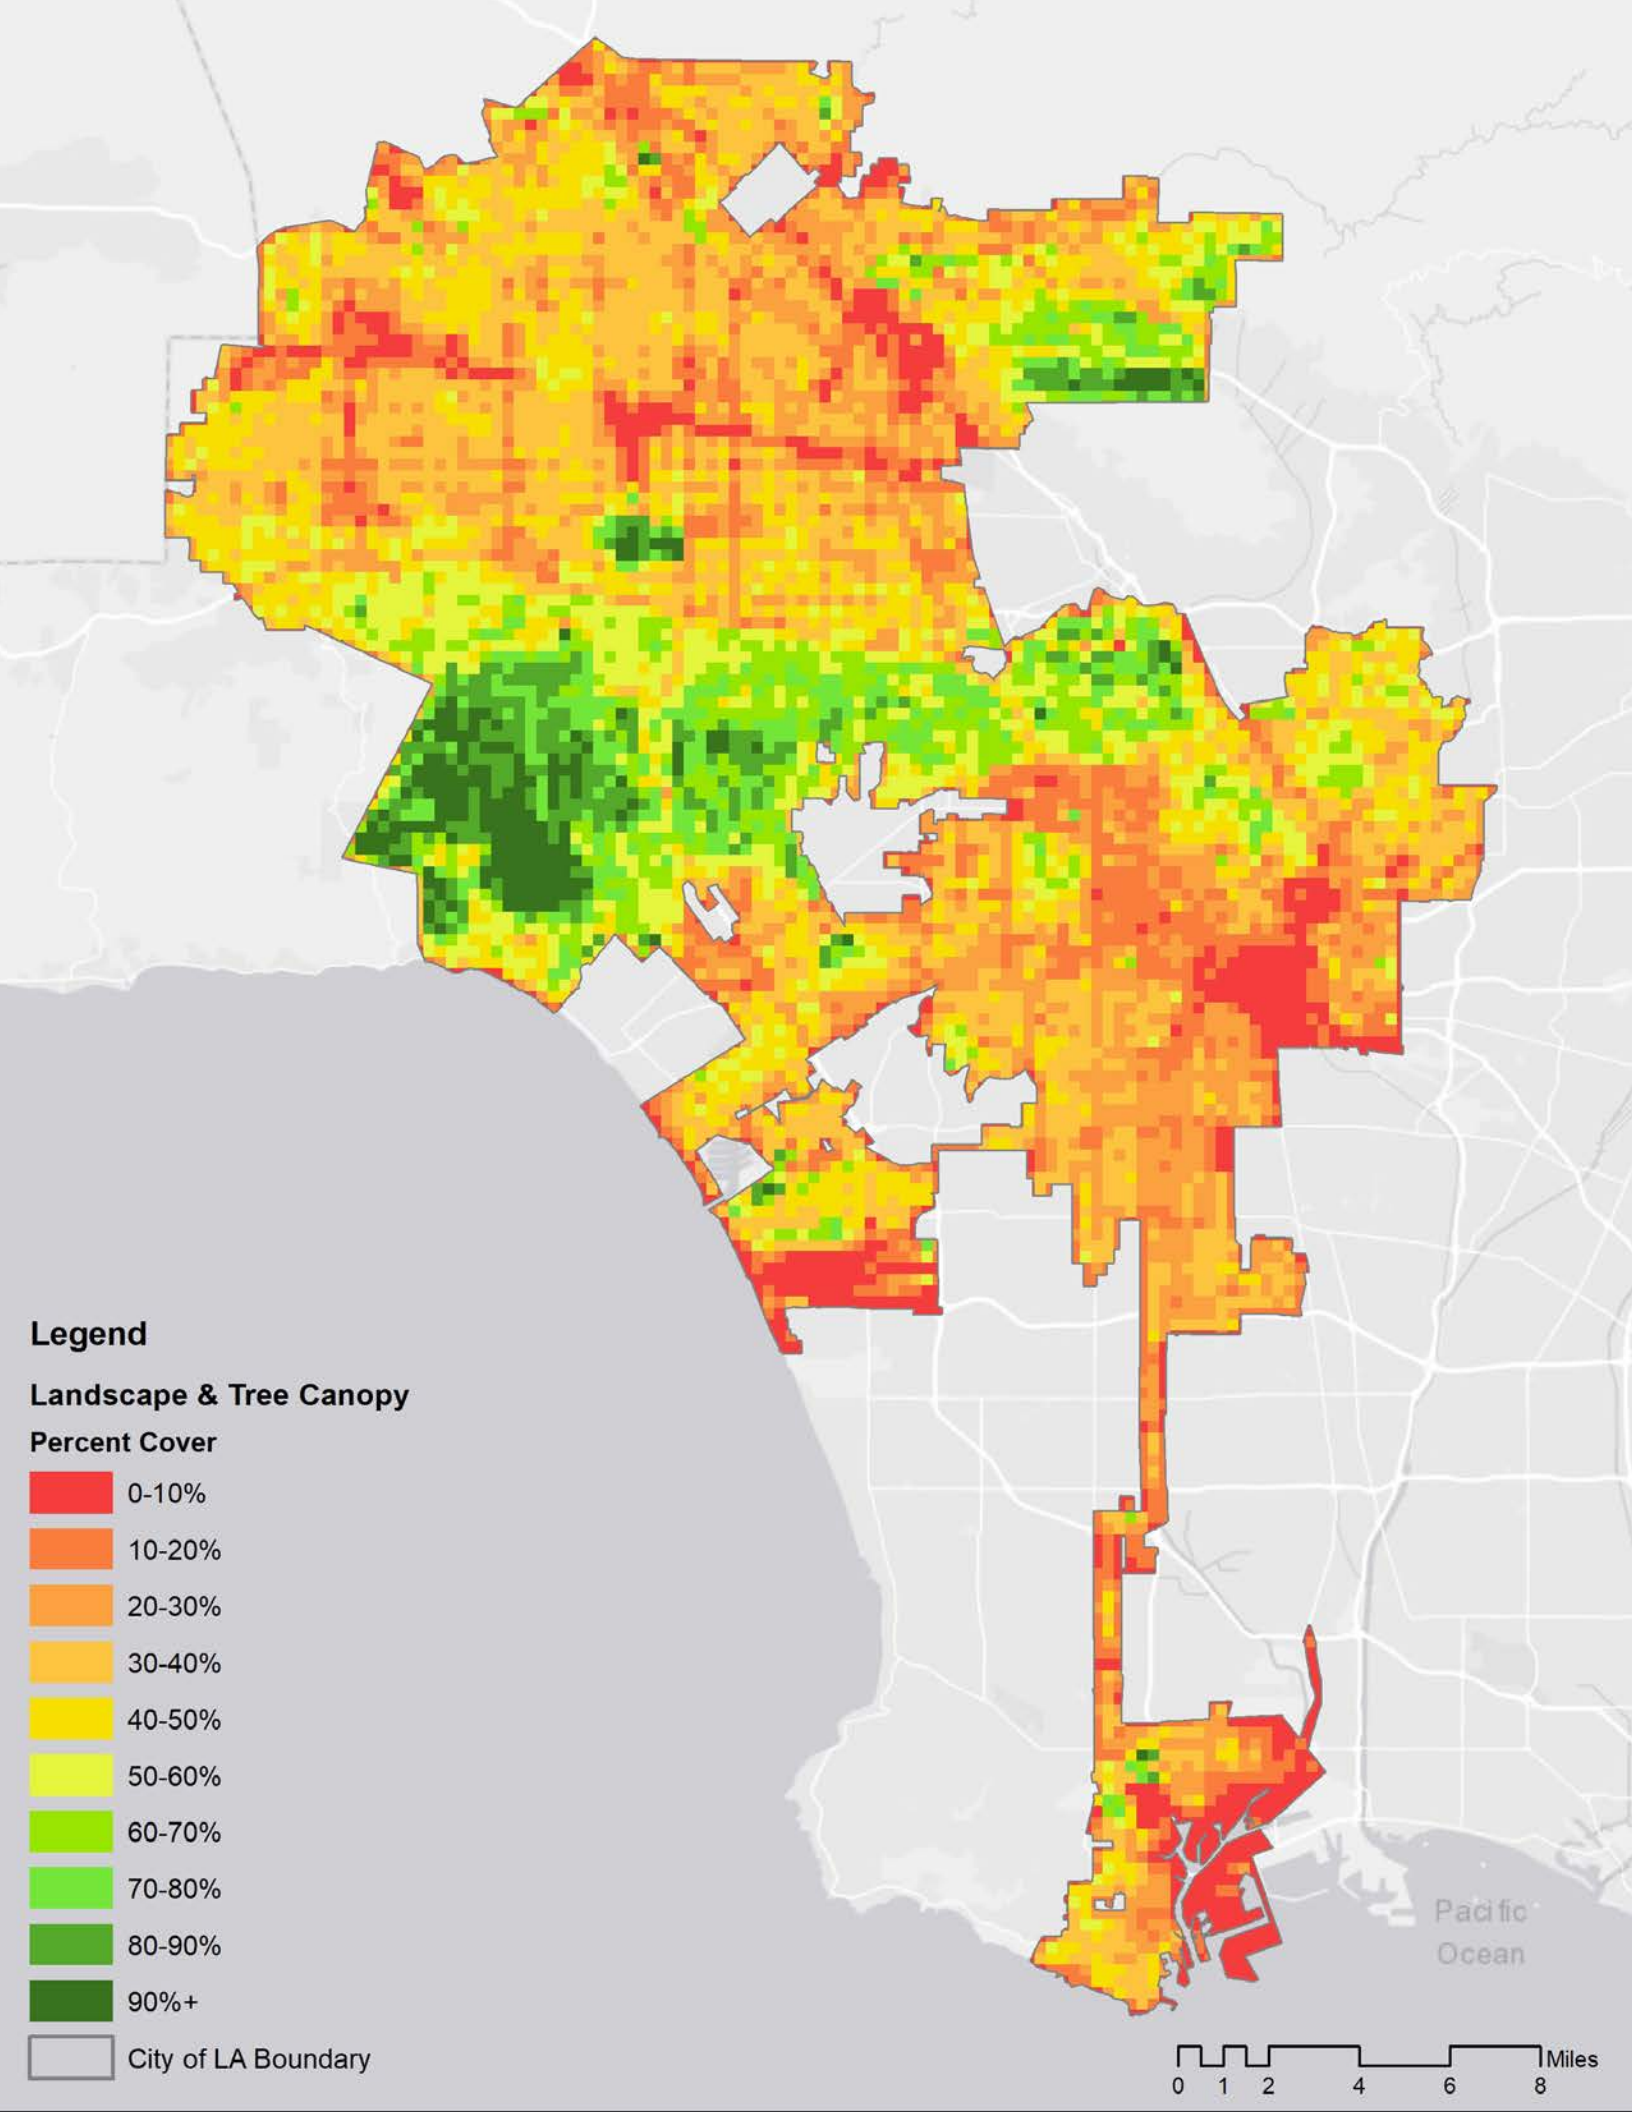 Legend
Landscape & Tree Canopy
Percent Cover
0-10%
10-20%
20-30%
30-40%
40-50%
50-60%
60-70%
70-80%
80-90%
90%+
City of LA Boundary
Pacific
Ocean
Miles
0 1 2 4 6 8